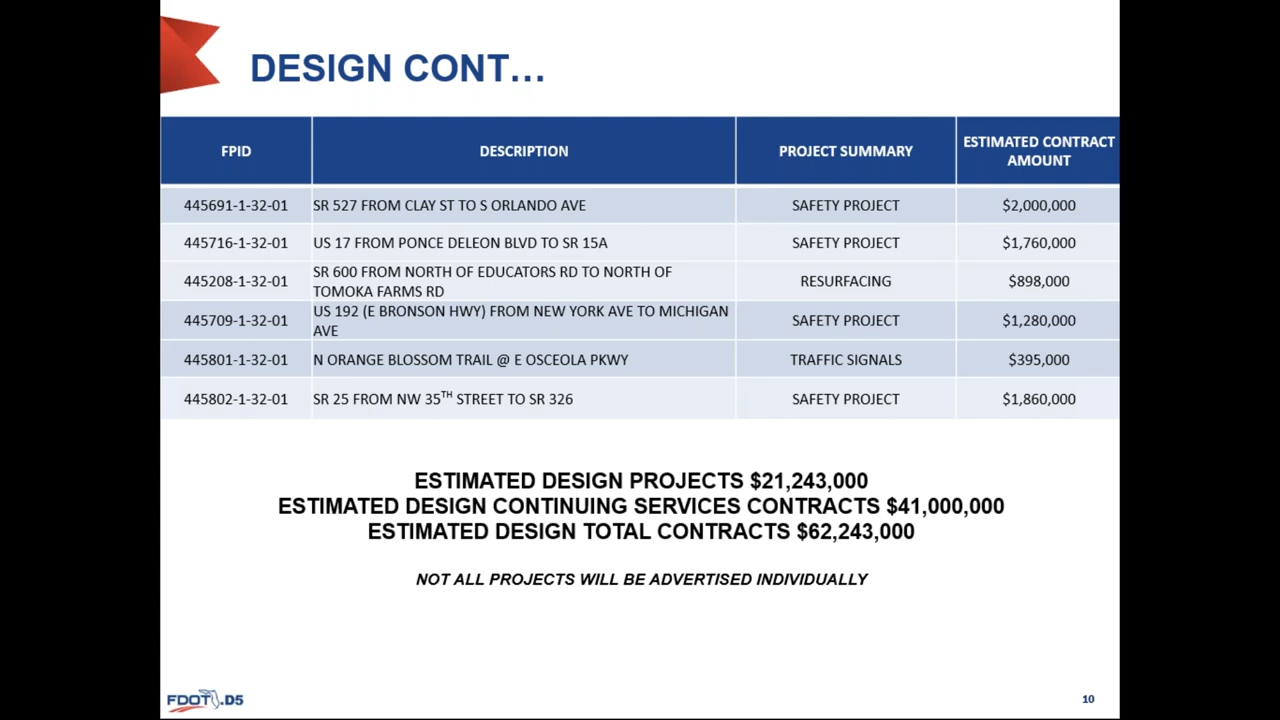 DESIGN CONT...
FPID
DESCRIPTION
PROJECT SUMMARY
ESTIMATED CONTRACT
AMOUNT
445691-1-32-01
SR 527 FROM CLAY ST TO S ORLANDO AVE
SAFETY PROJECT
$2,000,000
445716-1-32-01
US 17 FROM PONCE DELEON BLVD TO SR 15A
SAFETY PROJECT
$1,760,000
445208-1-32-01
SR 600 FROM NORTH OF EDUCATORS RD TO NORTH OF
TOMOKA FARMS RD
RESURFACING
$898,000
445709-1-32-01
US 192 (E BRONSON HWY) FROM NEW YORK AVE TO MICHIGAN
AVE
SAFETY PROJECT
$1,280,000
445801-1-32-01
N ORANGE BLOSSOM TRAIL @ E OSCEOLA PKWY
TRAFFIC SIGNALS
$395,000
445802-1-32-01
SR 25 FROM NW 35TH STREET TO SR 326
SAFETY PROJECT
$1,860,000
ESTIMATED DESIGN PROJECTS $21,243,000
ESTIMATED DESIGN CONTINUING SERVICES CONTRACTS $41,000,000
ESTIMATED DESIGN TOTAL CONTRACTS $62,243,000
NOT ALL PROJECTS WILL BE ADVERTISED INDIVIDUALLY
FDOT.D5
10